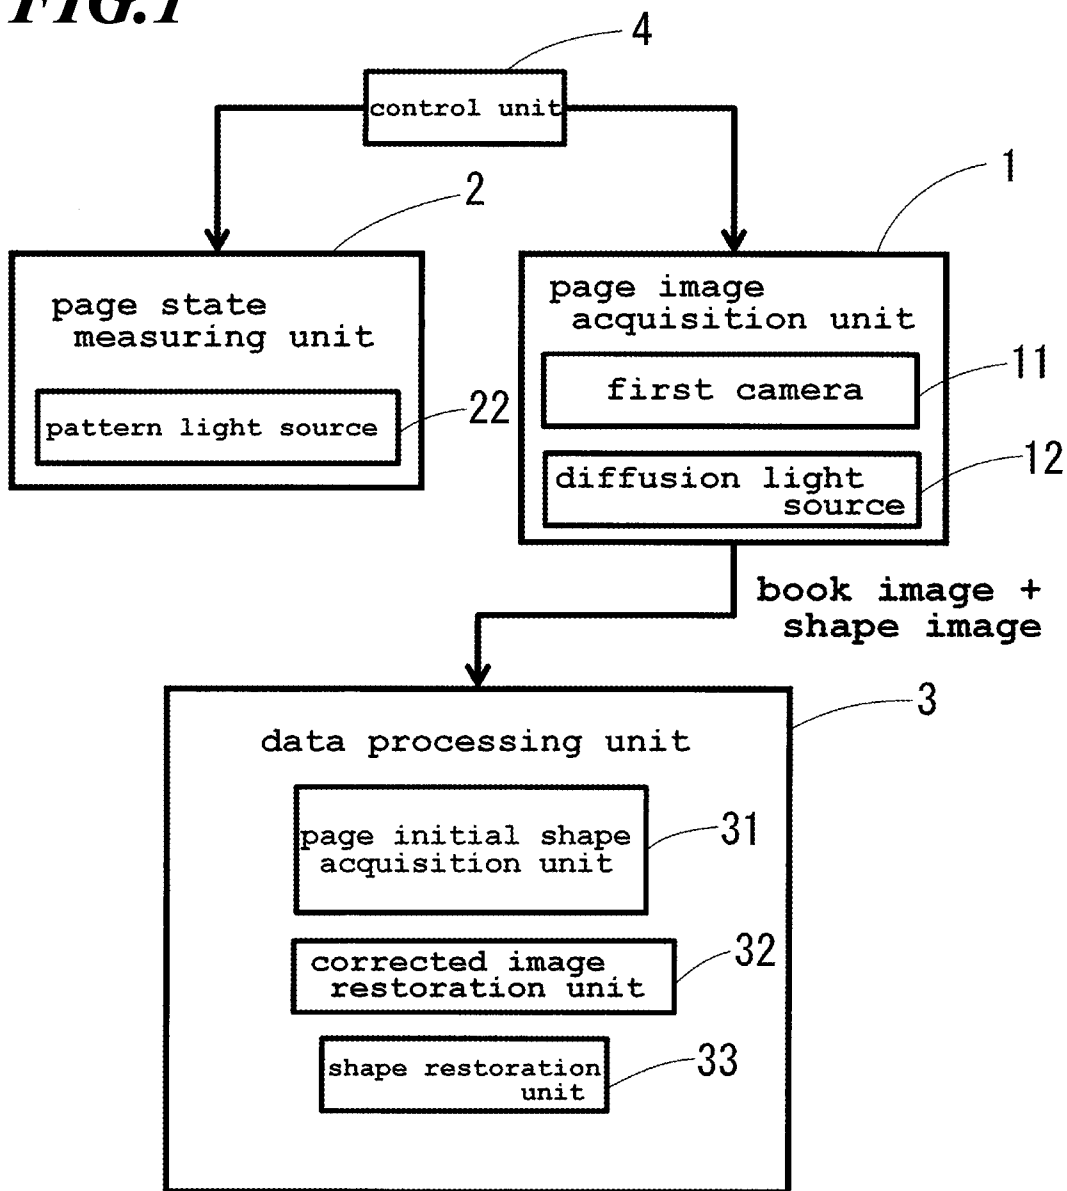 FIG.1
4
control unit
2
1
page state
measuring unit
pattern light source
22
page image
acquisition unit
first camera
11
diffusion light
source
12
book image +
shape image
3
data processing unit
page initial shape
acquisition unit
31
corrected image
restoration unit
32
shape restoration
unit
33